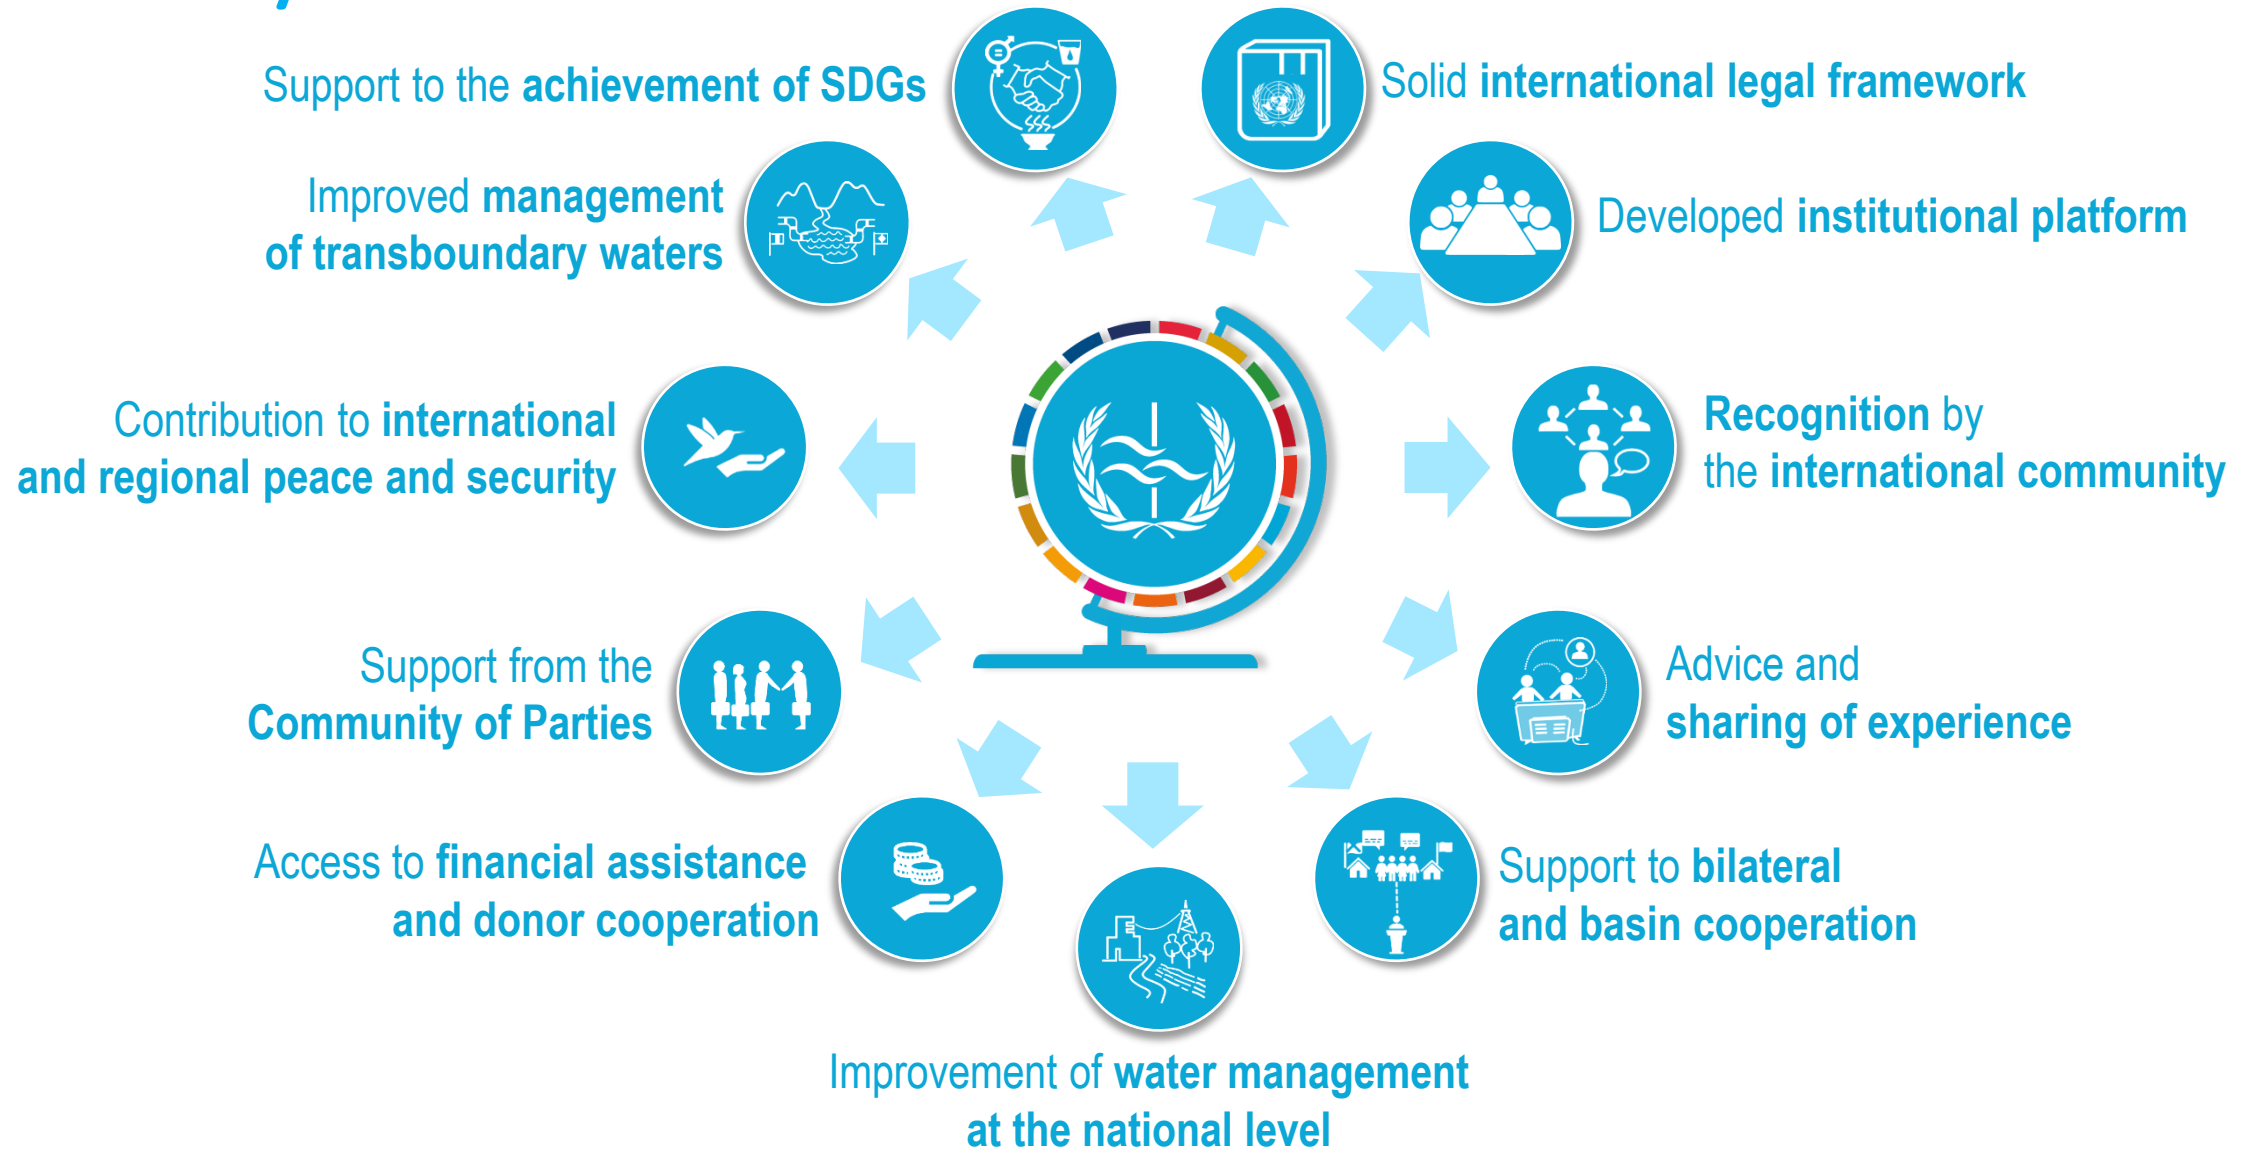 Support to the achievement of SDGs
Solid international legal framework
Improved management
of transboundary waters
Developed institutional platform
Contribution to international
and regional peace and security
Recognition by
the international community
Support from the
Community of Parties
Advice and
sharing of experience
Access to financial assistance
and donor cooperation
Support to bilateral
and basin cooperation
Improvement of water management
at the national level